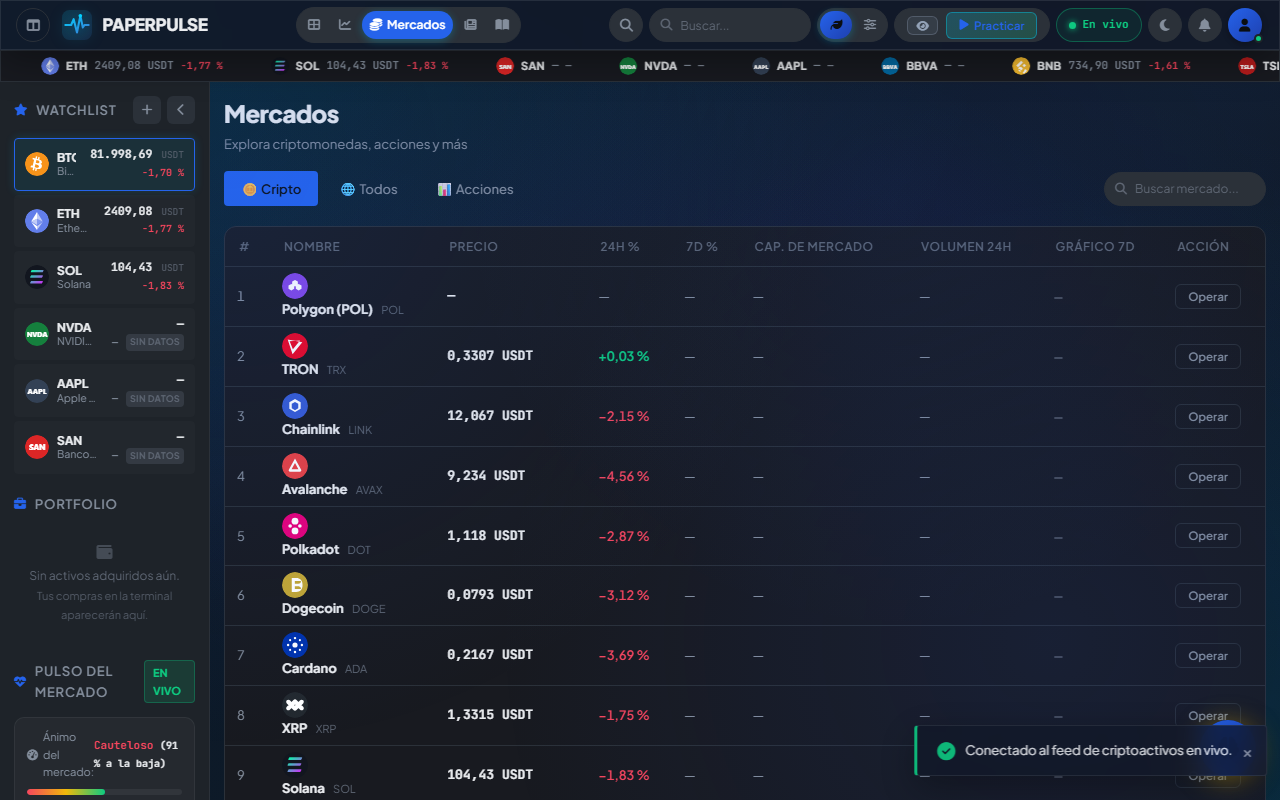 PAPERPULSE
Mercados
Buscar...
Practicar
En vivo
ETH 2409,08 USDT -1,77 %
SOL 104,43 USDT -1,83 %
SAN — —
NVDA — —
AAPL — —
BBVA — —
BNB 734,90 USDT -1,61 %
WATCHLIST
BTC 81.998,69 USDT
Bi... -1,70 %
ETH 2409,08 USDT
Ethe... -1,77 %
SOL 104,43 USDT
Solana -1,83 %
NVDA —
NVIDI... — SIN DATOS
AAPL —
Apple ... — SIN DATOS
SAN —
Banco... — SIN DATOS
PORTFOLIO
Sin activos adquiridos aún.
Tus compras en la terminal
aparecerán aquí.
PULSO DEL
MERCADO
EN
VIVO
Ánimo
del
mercado:
Cauteloso (91
% a la baja)
Mercados
Explora criptomonedas, acciones y más
Cripto
Todos
Acciones
Buscar mercado...
# NOMBRE PRECIO 24H % 7D % CAP. DE MERCADO VOLUMEN 24H GRÁFICO 7D ACCIÓN
1 Polygon (POL) POL — — — — — — Operar
2 TRON TRX 0,3307 USDT +0,03 % — — — — Operar
3 Chainlink LINK 12,067 USDT −2,15 % — — — — Operar
4 Avalanche AVAX 9,234 USDT −4,56 % — — — — Operar
5 Polkadot DOT 1,118 USDT −2,87 % — — — — Operar
6 Dogecoin DOGE 0,0793 USDT −3,12 % — — — — Operar
7 Cardano ADA 0,2167 USDT −3,69 % — — — — Operar
8 XRP XRP 1,3315 USDT −1,75 % — — — — Operar
9 Solana SOL 104,43 USDT −1,83 % — — — — Operar
Conectado al feed de criptoactivos en vivo. ×